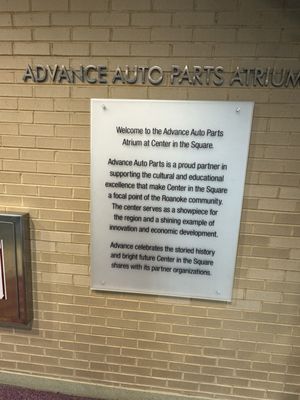 ADVANCE AUTO PARTS ATRIUM
Welcome to the Advance Auto Parts
Atrium at Center in the Square.
Advance Auto Parts is a proud partner in
supporting the cultural and educational
excellence that make Center in the Square
a focal point of the Roanoke community.
The center serves as a showpiece for
the region and a shining example of
innovation and economic development.
Advance celebrates the storied history
and bright future Center in the Square
shares with its partner organizations.